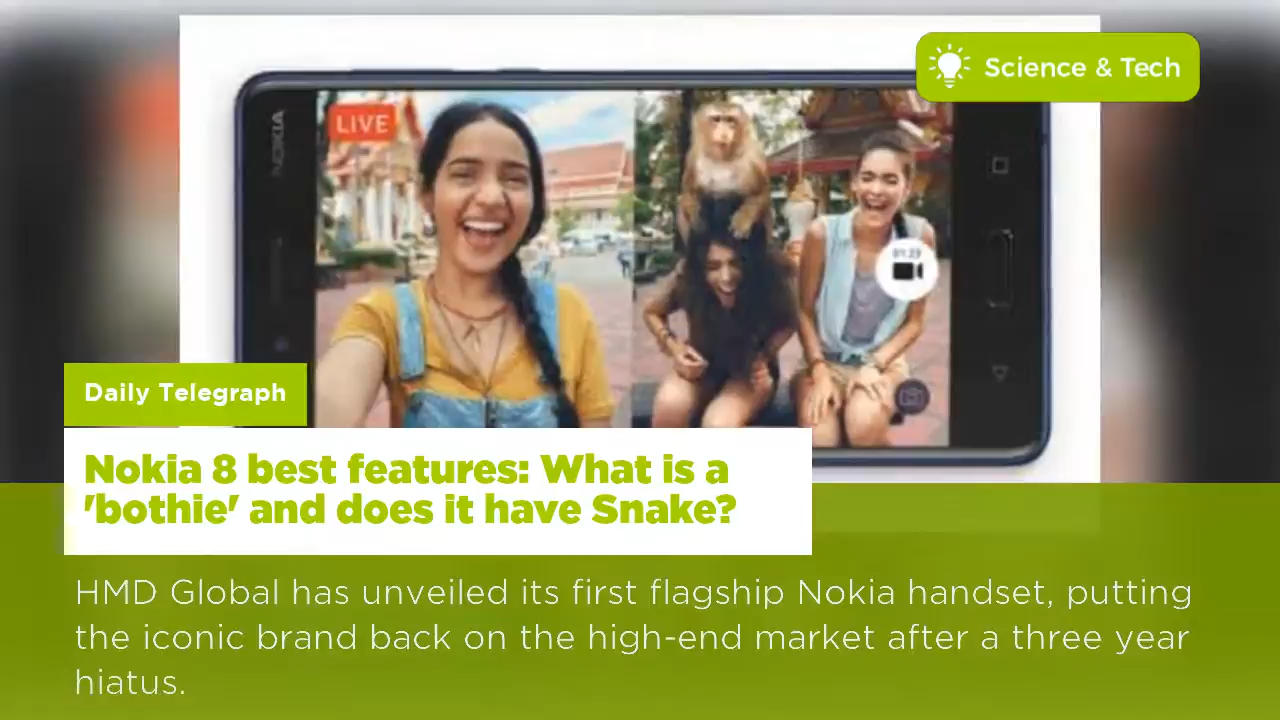 Science & Tech
NOKIA
LIVE
01:23
Daily Telegraph
Nokia 8 best features: What is a
'bothie' and does it have Snake?
HMD Global has unveiled its first flagship Nokia handset, putting
the iconic brand back on the high-end market after a three year
hiatus.